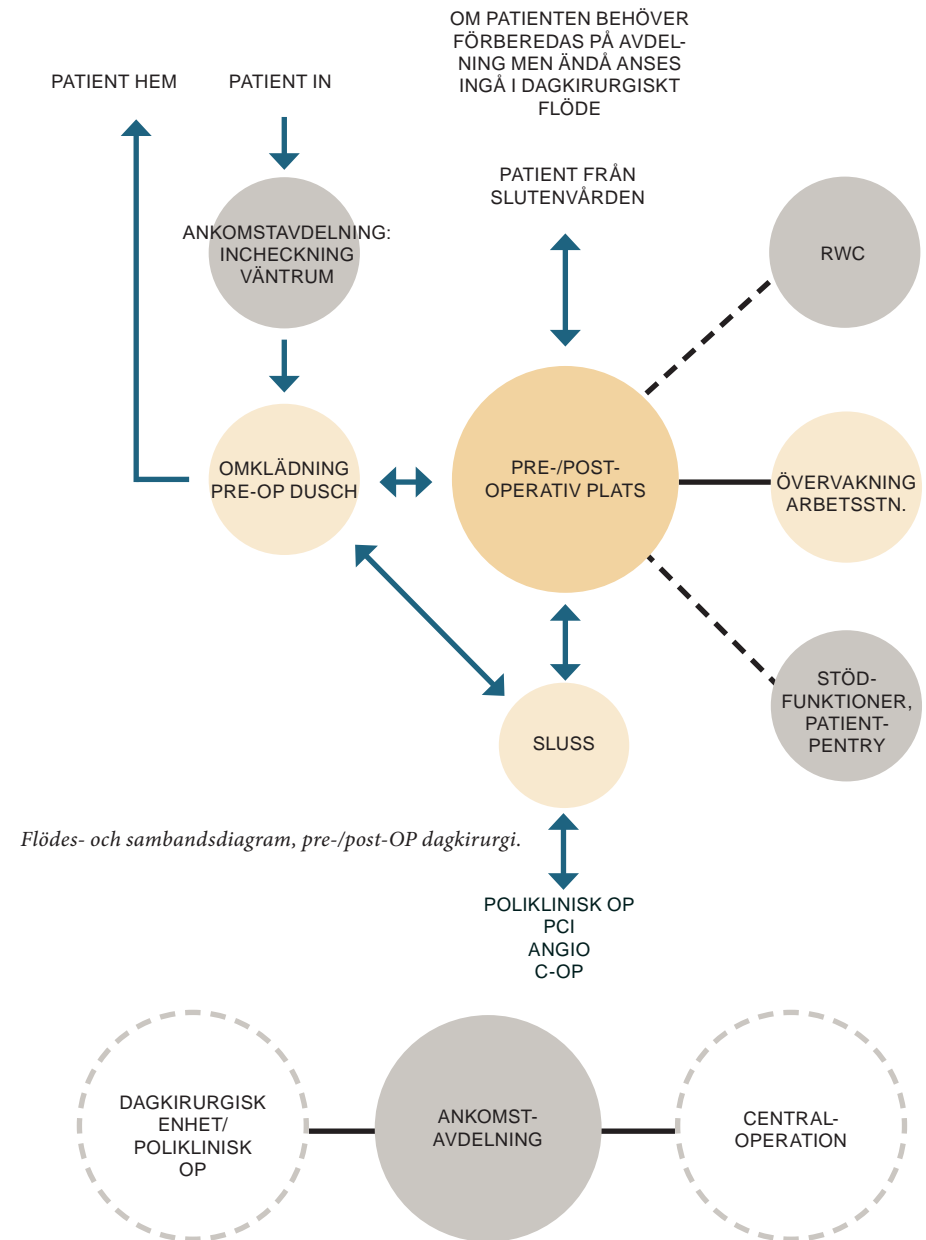 OM PATIENTEN BEHÖVER
FÖRBEREDAS PÅ AVDEL-
NING MEN ÄNDÅ ANSES
INGÅ I DAGKIRURGISKT
FLÖDE
PATIENT HEM
PATIENT IN
PATIENT FRÅN
SLUTENVÅRDEN
ANKOMSTAVDELNING:
INCHECKNING
VÄNTRUM
RWC
OMKLÄDNING
PRE-OP DUSCH
PRE-/POST-
OPERATIV PLATS
ÖVERVAKNING
ARBETSSTN.
STÖD-
FUNKTIONER,
PATIENT-
PENTRY
SLUSS
Flödes- och sambandsdiagram, pre-/post-OP dagkirurgi.
POLIKLINISK OP
PCI
ANGIO
C-OP
DAGKIRURGISK
ENHET/
POLIKLINISK
OP
ANKOMST-
AVDELNING
CENTRAL-
OPERATION